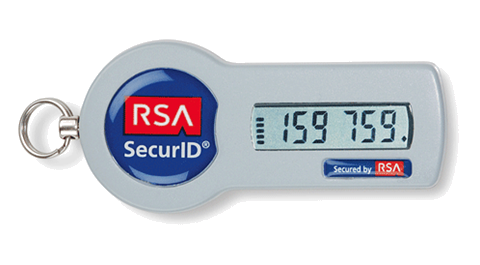 RSA
SecurID®
159 759.
Secured by RSA